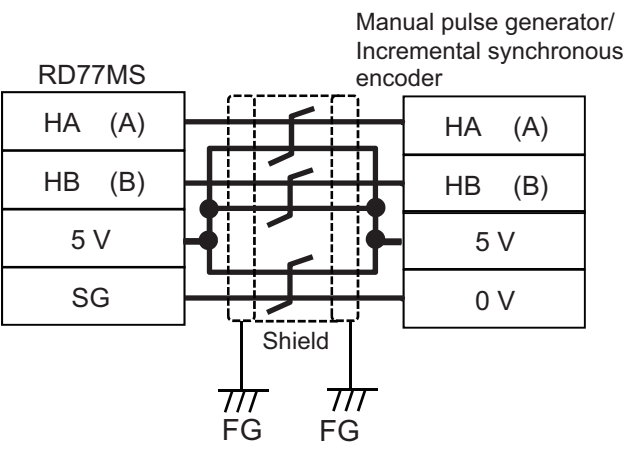 Manual pulse generator/
Incremental synchronous
encoder
RD77MS
HA (A)
HB (B)
5 V
SG
HA (A)
HB (B)
5 V
0 V
Shield
FG
FG